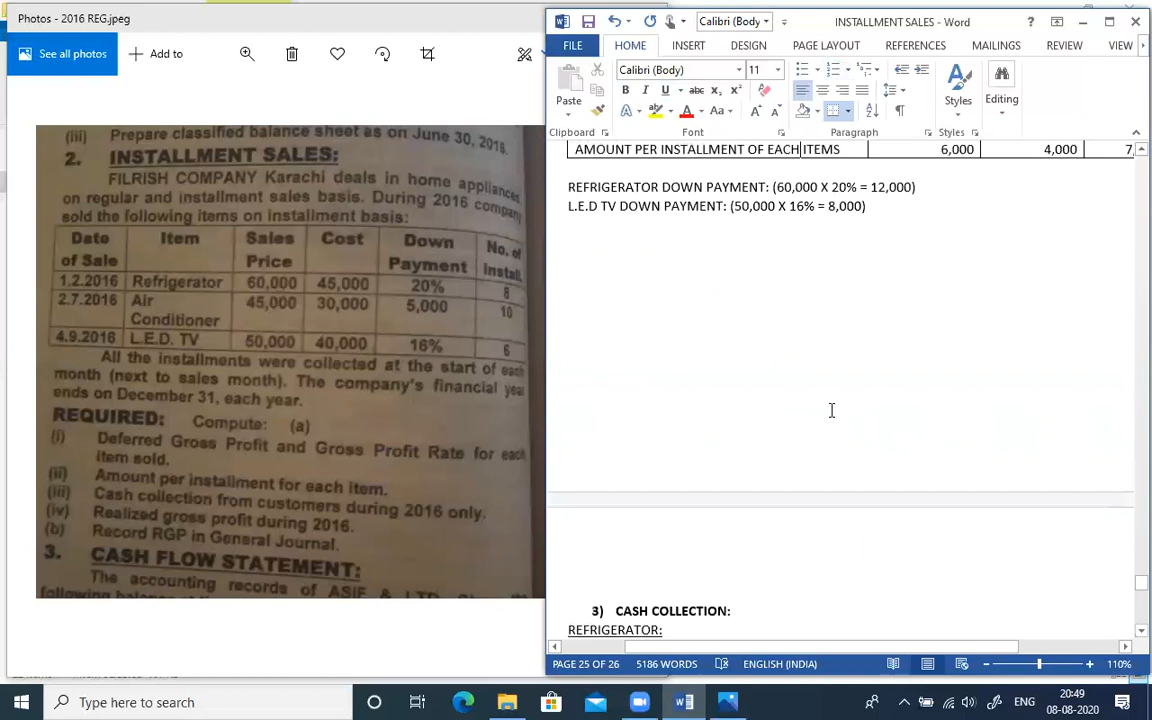 Photos - 2016 REG.jpeg
See all photos
Add to
(iii) Prepare classified balance sheet as on June 30, 2016.
2. INSTALLMENT SALES:
FILRISH COMPANY Karachi deals in home appliances
on regular and installment sales basis. During 2016 company
sold the following items on installment basis:
Date of Sale Item Sales Price Cost Down Payment No. of Install.
1.2.2016 Refrigerator 60,000 45,000 20% 8
2.7.2016 Air Conditioner 45,000 30,000 5,000 10
4.9.2016 L.E.D. TV 50,000 40,000 16% 6
All the installments were collected at the start of each
month (next to sales month). The company's financial year
ends on December 31, each year.
REQUIRED: Compute: (a)
(i) Deferred Gross Profit and Gross Profit Rate for each
item sold.
(ii) Amount per installment for each item.
(iii) Cash collection from customers during 2016 only.
(iv) Realized gross profit during 2016.
(b) Record RGP in General Journal.
3. CASH FLOW STATEMENT:
The accounting records of ASIF & LTD.
following balance
INSTALLMENT SALES - Word
Calibri (Body
FILE HOME INSERT DESIGN PAGE LAYOUT REFERENCES MAILINGS REVIEW VIEW
Calibri (Body) 11
Paste
Styles
Editing
Clipboard Font Paragraph Styles
AMOUNT PER INSTALLMENT OF EACH ITEMS 6,000 4,000 7,
REFRIGERATOR DOWN PAYMENT: (60,000 X 20% = 12,000)
L.E.D TV DOWN PAYMENT: (50,000 X 16% = 8,000)
3) CASH COLLECTION:
REFRIGERATOR:
PAGE 25 OF 26 5186 WORDS ENGLISH (INDIA) 110%
Type here to search
ENG
20:49
08-08-2020